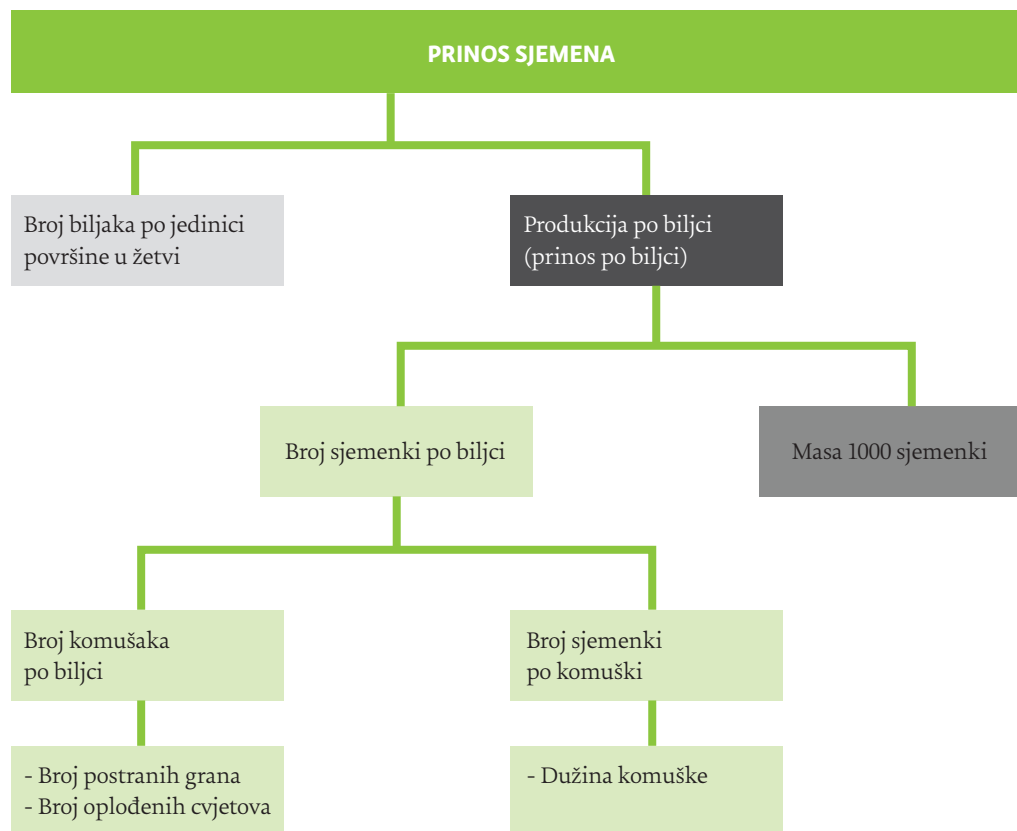 PRINOS SJEMENA
Broj biljaka po jedinici
površine u žetvi
Produkcija po biljci
(prinos po biljci)
Broj sjemenki po biljci
Masa 1000 sjemenki
Broj komušaka
po biljci
Broj sjemenki
po komuški
- Broj postranih grana
- Broj oplođenih cvjetova
- Dužina komuške